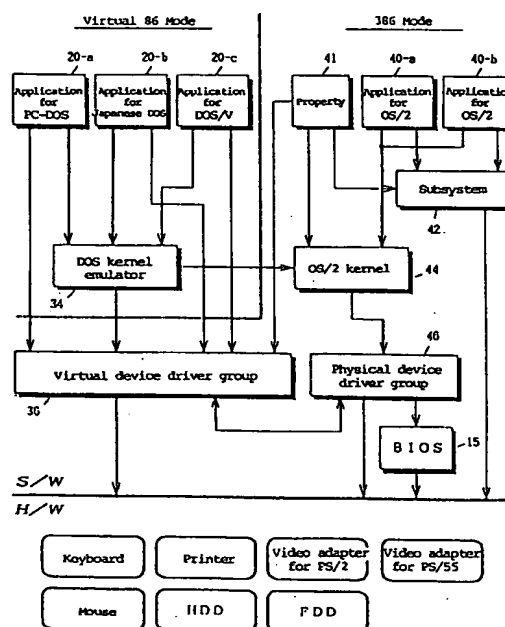 Virtual 86 Mode
386 Mode
20-a
20-b
20-c
41
40-a
40-b
Application
for
PC-DOS
Application
for
Japanese DOS
Application
for
DOS/V
Property
Application
for
OS/2
Application
for
OS/2
Subsystem
42
DOS kernel
emulator
34
OS/2 kernel
44
46
Virtual device driver group
36
Physical device
driver group
BIOS
15
S/W
H/W
Keyboard
Printer
Video adapter
for PS/2
Video adapter
for PS/55
Mouse
HDD
FDD